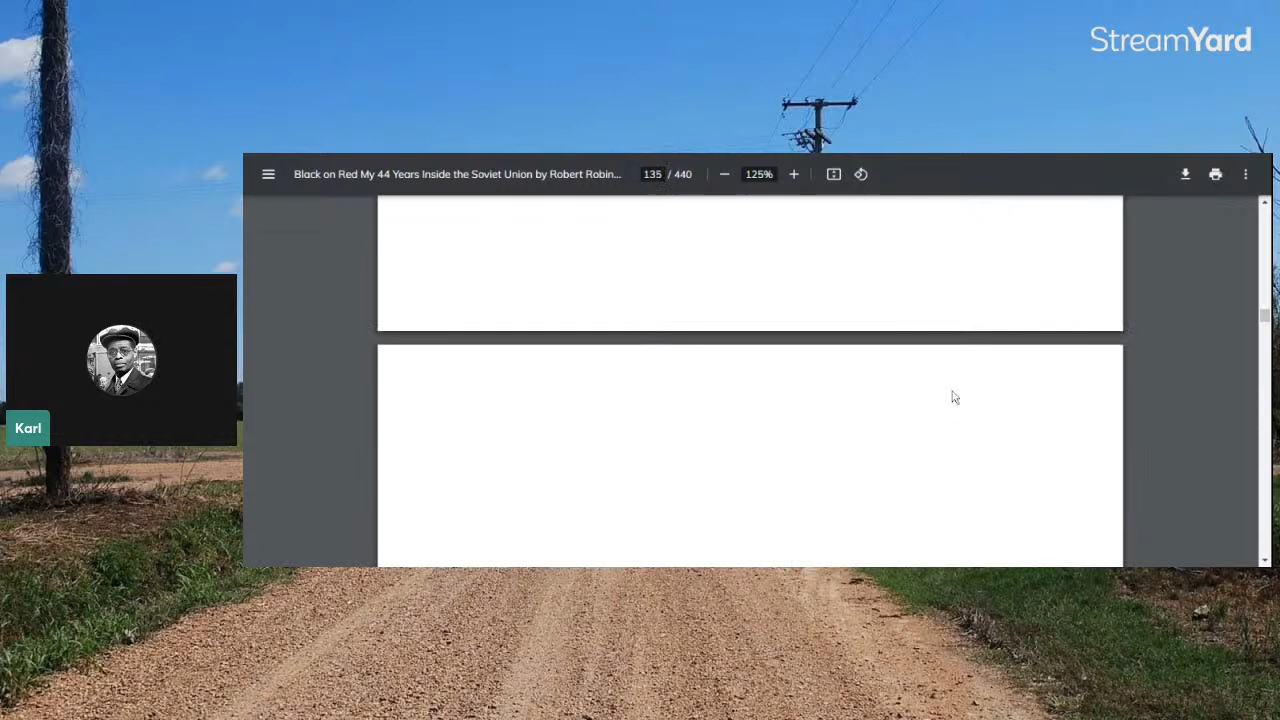 StreamYard
Black on Red My 44 Years Inside the Soviet Union by Robert Robin... 135 / 440 125%
Karl